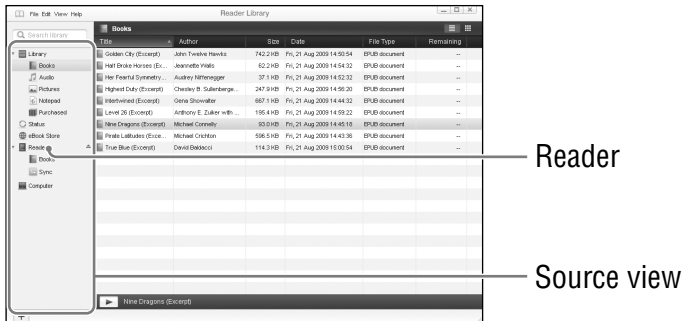 File Edit View Help
Reader Library
Search library
Books
Title Author Size Date File Type Remaining
Golden City (Excerpt) John Twelve Hawks 742.2 KB Fri, 21 Aug 2009 14:50:54 EPUB document --
Half Broke Horses (Ex... Jeannette Walls 62.2 KB Fri, 21 Aug 2009 14:54:32 EPUB document --
Her Fearful Symmetry... Audrey Niffenegger 37.1 KB Fri, 21 Aug 2009 14:52:32 EPUB document --
Highest Duty (Excerpt) Chesley B. Sullenberge... 247.9 KB Fri, 21 Aug 2009 14:56:20 EPUB document --
Intertwined (Excerpt) Gena Showalter 667.1 KB Fri, 21 Aug 2009 14:44:32 EPUB document --
Level 26 (Excerpt) Anthony E. Zuiker with ... 195.4 KB Fri, 21 Aug 2009 14:59:22 EPUB document --
Nine Dragons (Excerpt) Michael Connelly 93.0 KB Fri, 21 Aug 2009 14:45:18 EPUB document --
Pirate Latitudes (Exce... Michael Crichton 596.5 KB Fri, 21 Aug 2009 14:43:36 EPUB document --
True Blue (Excerpt) David Baldacci 114.3 KB Fri, 21 Aug 2009 15:00:54 EPUB document --
Library
Books
Audio
Pictures
Notepad
Purchased
Status
eBook Store
Reader
Books
Sync
Computer
Nine Dragons (Excerpt)
Reader
Source view